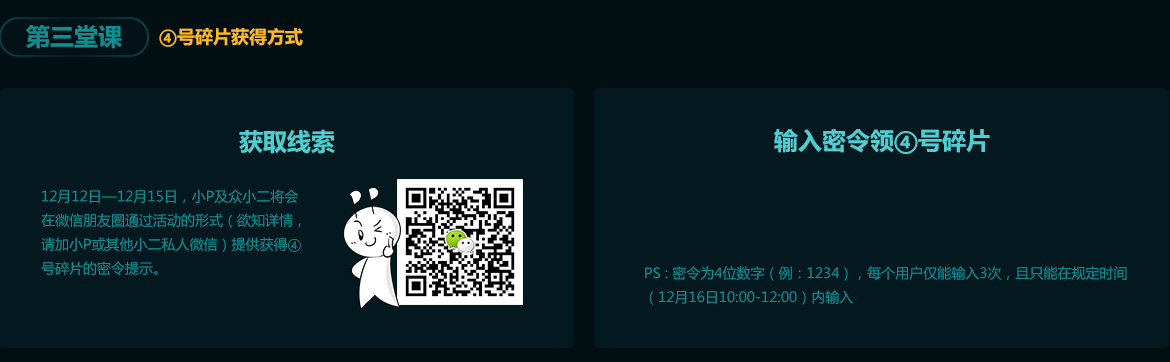 第三堂课
④号碎片获得方式
获取线索
12月12日—12月15日，小P及众小二将会
在微信朋友圈通过活动的形式（欲知详情，
请加小P或其他小二私人微信）提供获得④
号碎片的密令提示。
输入密令领④号碎片
PS : 密令为4位数字（例：1234），每个用户仅能输入3次，且只能在规定时间
（12月16日10:00-12:00）内输入